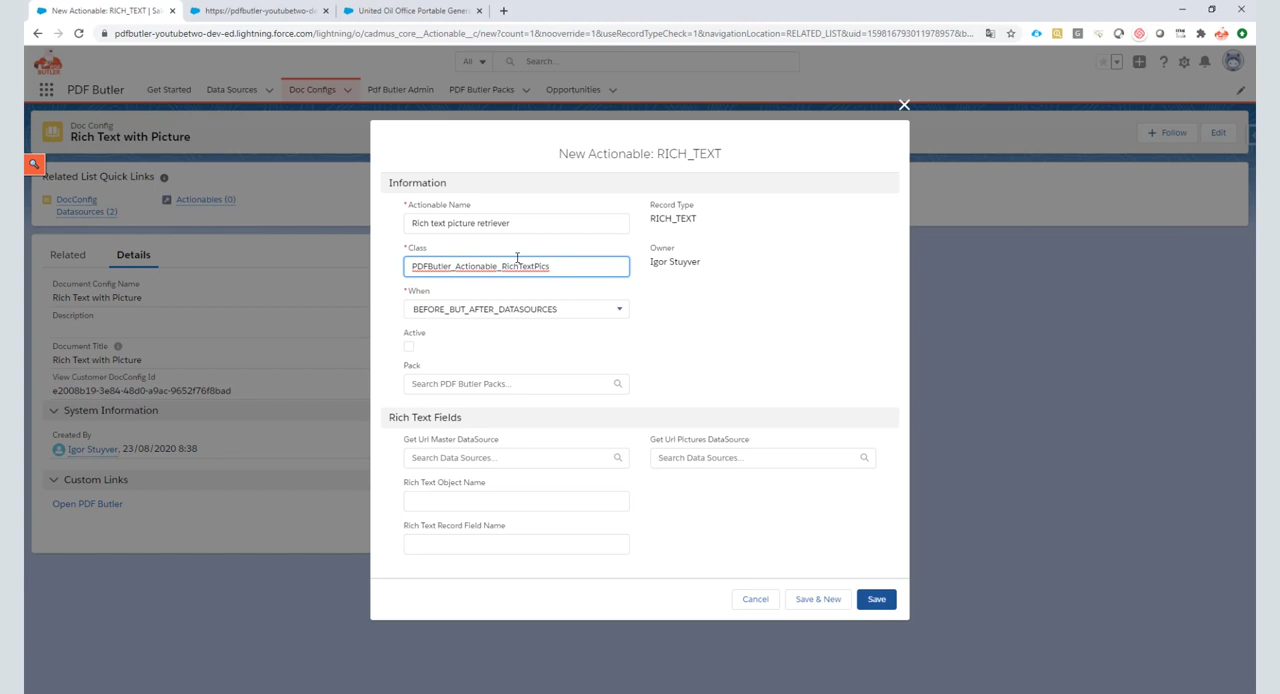 New Actionable: RICH_TEXT | Sal
https://pdfbutler-youtubetwo-de
United Oil Office Portable Gener
pdfbutler-youtubetwo-dev-ed.lightning.force.com/lightning/o/cadmus_core__Actionable__c/new?count=1&nooverride=1&useRecordTypeCheck=1&navigationLocation=RELATED_LIST&uid=159816793011978957&b...
All
Search...
PDF Butler
Get Started
Data Sources
Doc Configs
Pdf Butler Admin
PDF Butler Packs
Opportunities
Doc Config
Rich Text with Picture
Follow
Edit
Related List Quick Links
DocConfig
Datasources (2)
Actionables (0)
Related
Details
Document Config Name
Rich Text with Picture
Description
Document Title
Rich Text with Picture
View Customer DocConfig Id
e2008b19-3e84-48d0-a9ac-9652f76f8bad
System Information
Created By
Igor Stuyver, 23/08/2020 8:38
Custom Links
Open PDF Butler
New Actionable: RICH_TEXT
Information
*Actionable Name
Rich text picture retriever
Record Type
RICH_TEXT
*Class
PDFButler_Actionable_RichTextPics
Owner
Igor Stuyver
*When
BEFORE_BUT_AFTER_DATASOURCES
Active
Pack
Search PDF Butler Packs...
Rich Text Fields
Get Url Master DataSource
Search Data Sources...
Get Url Pictures DataSource
Search Data Sources...
Rich Text Object Name
Rich Text Record Field Name
Cancel
Save & New
Save